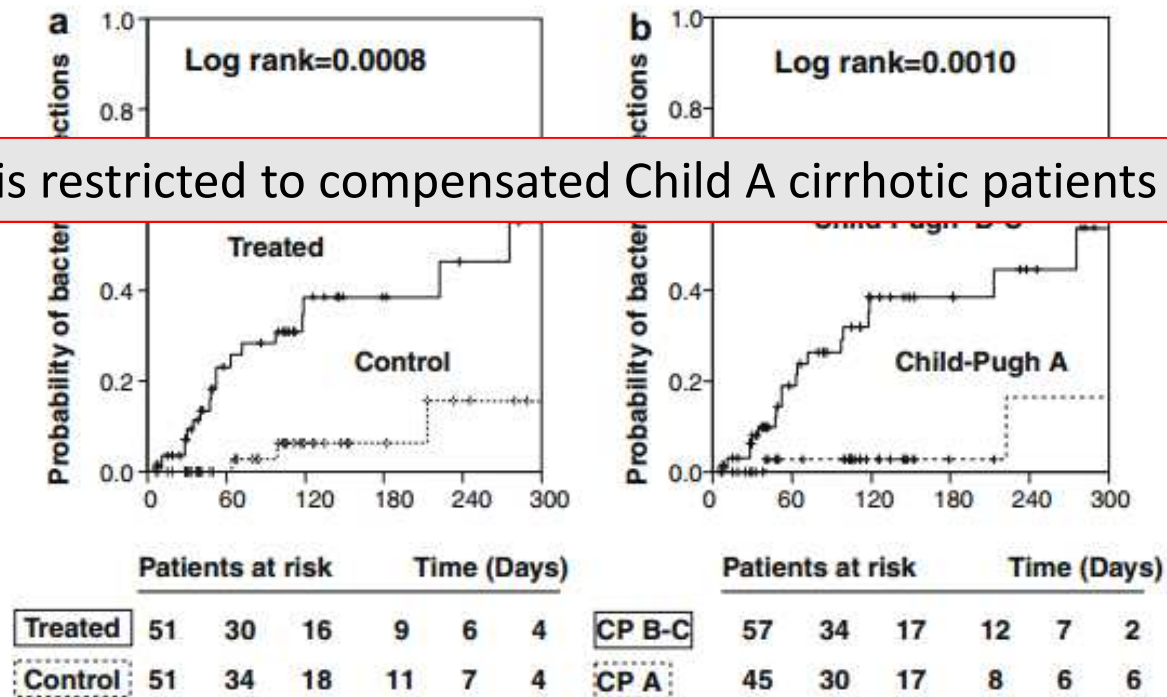 a
b
1.0
1.0
Log rank=0.0008
Log rank=0.0010
0.8
0.8
is restricted to compensated Child A cirrhotic patients
Probability of
Probability of
Treated
0.4
0.4
Control
Child-Pugh A
0.2
0.2
0.0
0.0
0 60 120 180 240 300
0 60 120 180 240 300
Patients at risk Time (Days)
Patients at risk Time (Days)
Treated 51 30 16 9 6 4
CP B-C 57 34 17 12 7 2
Control 51 34 18 11 7 4
CP A 45 30 17 8 6 6